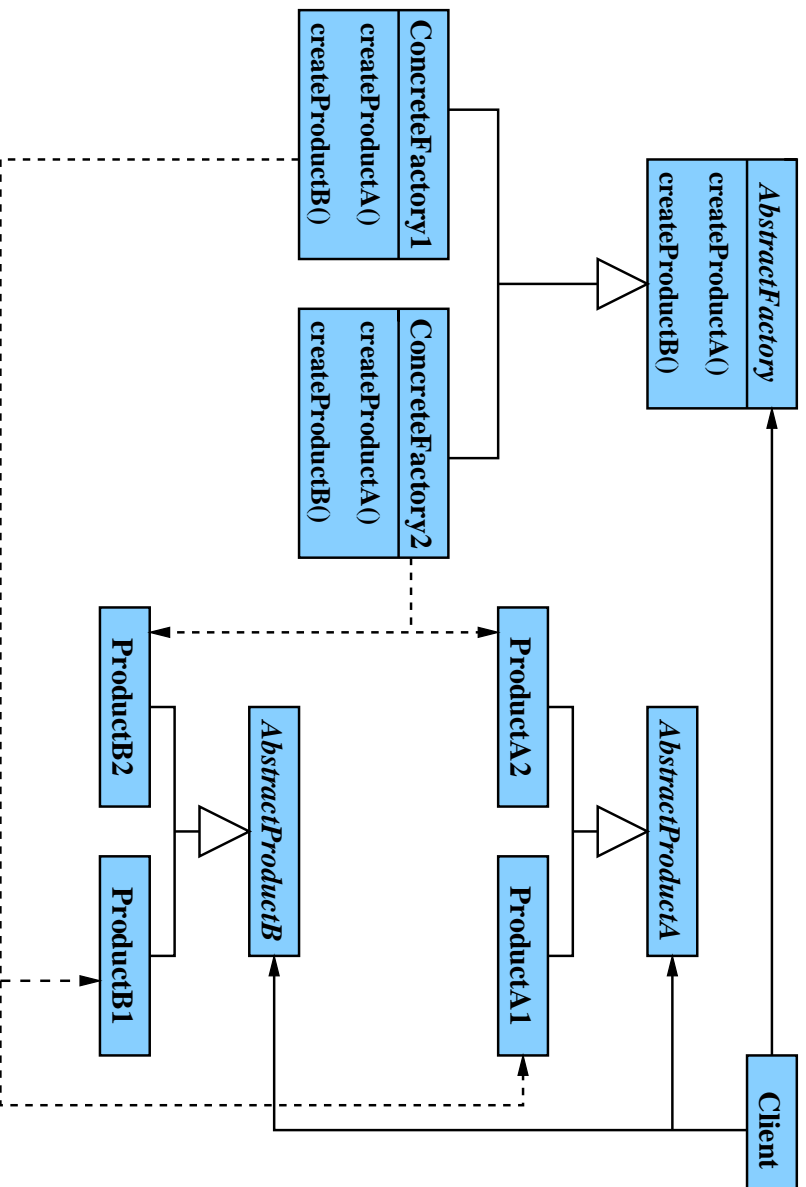 AbstractFactory
createProductA()
createProductB()
Client
ConcreteFactory1
createProductA()
createProductB()
ConcreteFactory2
createProductA()
createProductB()
AbstractProductA
ProductA2
ProductA1
AbstractProductB
ProductB2
ProductB1